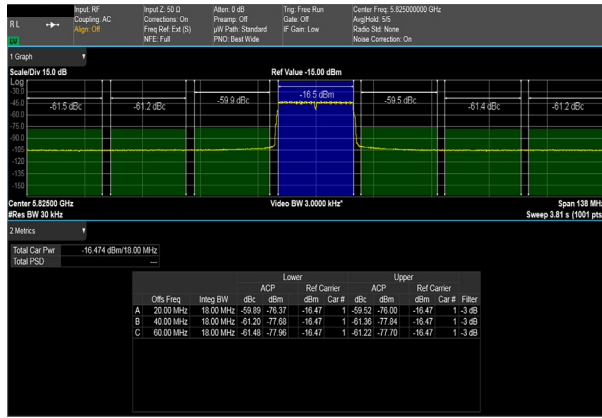 Input: RF Input Z: 50 Ω Atten: 0 dB Trig: Free Run Center Freq: 5.825000000 GHz
RL Coupling: AC Corrections: On Preamp: Off Gate: Off Avg|Hold: 5/5
Align: Off Freq Ref: Ext (S) µW Path: Standard IF Gain: Low Radio Std: None
NFE: Full PNO: Best Wide Noise Correction: On
1 Graph
Scale/Div 15.0 dB Ref Value -15.00 dBm
Log
-30.0 -16.5 dBm
-45.0 -61.5 dBc -61.2 dBc -59.9 dBc -59.5 dBc -61.4 dBc -61.2 dBc
-60.0
-75.0
-90.0
-105
-120
-135
-150
Center 5.82500 GHz Video BW 3.0000 kHz* Span 138 MHz
#Res BW 30 kHz Sweep 3.81 s (1001 pts)
2 Metrics
Total Car Pwr -16.474 dBm/18.00 MHz
Total PSD ---
Lower Upper
ACP Ref Carrier ACP Ref Carrier
Offs Freq Integ BW dBc dBm dBm Car # dBc dBm dBm Car # Filter
A 20.00 MHz 18.00 MHz -59.89 -76.37 -16.47 1 -59.52 -76.00 -16.47 1 -3 dB
B 40.00 MHz 18.00 MHz -61.20 -77.68 -16.47 1 -61.36 -77.84 -16.47 1 -3 dB
C 60.00 MHz 18.00 MHz -61.48 -77.96 -16.47 1 -61.22 -77.70 -16.47 1 -3 dB